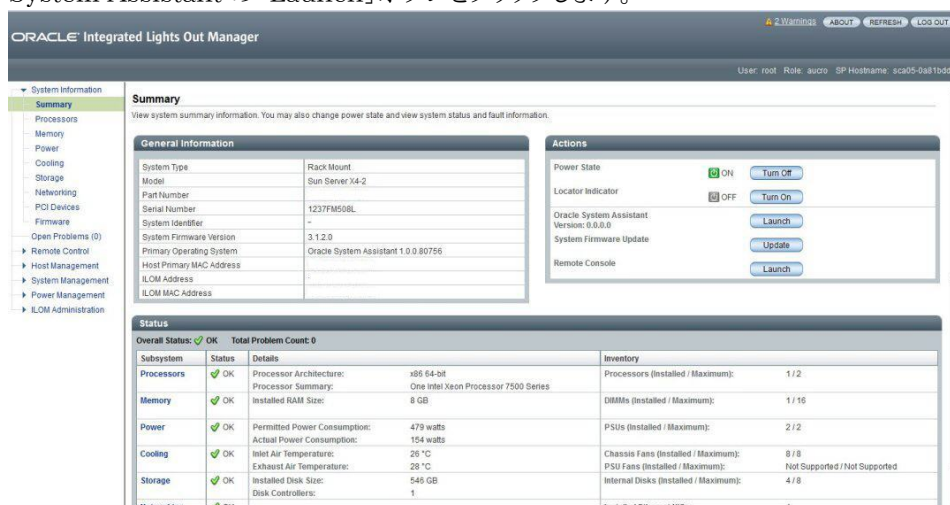 System Assistant の「Launch」ボタンをクリックします。
2 Warnings ABOUT REFRESH LOG OUT
ORACLE Integrated Lights Out Manager
User: root Role: aucro SP Hostname: sca05-0a81bdd
System Information
Summary
Processors
Memory
Power
Cooling
Storage
Networking
PCI Devices
Firmware
Open Problems (0)
Remote Control
Host Management
System Management
Power Management
ILOM Administration
Summary
View system summary information. You may also change power state and view system status and fault information.
General Information
System Type Rack Mount
Model Sun Server X4-2
Part Number
Serial Number 1237FM508L
System Identifier -
System Firmware Version 3.1.2.0
Primary Operating System Oracle System Assistant 1.0.0.80756
Host Primary MAC Address
ILOM Address
ILOM MAC Address
Actions
Power State ON Turn Off
Locator Indicator OFF Turn On
Oracle System Assistant
Version: 0.0.0.0 Launch
System Firmware Update Update
Remote Console Launch
Status
Overall Status: OK Total Problem Count: 0
Subsystem Status Details Inventory
Processors OK Processor Architecture: x86 64-bit Processors (Installed / Maximum): 1 / 2
Processor Summary: One Intel Xeon Processor 7500 Series
Memory OK Installed RAM Size: 8 GB DIMMs (Installed / Maximum): 1 / 16
Power OK Permitted Power Consumption: 479 watts PSUs (Installed / Maximum): 2 / 2
Actual Power Consumption: 154 watts
Cooling OK Inlet Air Temperature: 26 °C Chassis Fans (Installed / Maximum): 8 / 8
Exhaust Air Temperature: 28 °C PSU Fans (Installed / Maximum): Not Supported / Not Supported
Storage OK Installed Disk Size: 546 GB Internal Disks (Installed / Maximum): 4 / 8
Disk Controllers: 1